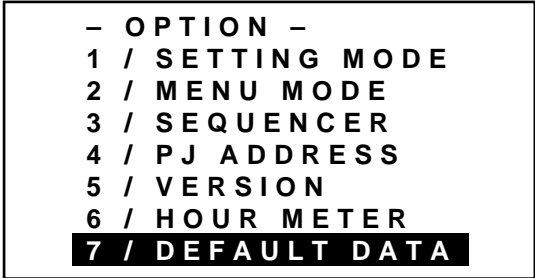 – OPTION –
1 / SETTING MODE
2 / MENU MODE
3 / SEQUENCER
4 / PJ ADDRESS
5 / VERSION
6 / HOUR METER
7 / DEFAULT DATA